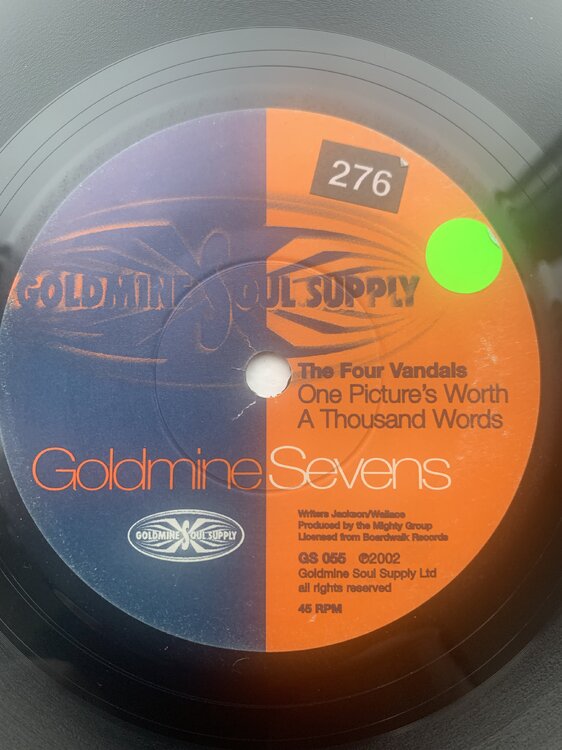 276
GOLDMINE SOUL SUPPLY
The Four Vandals
One Picture's Worth
A Thousand Words
Goldmine Sevens
Writers Jackson/Wallace
Produced by the Mighty Group
Licensed from Boardwalk Records
GOLDMINE SOUL SUPPLY
GS 055 ℗2002
Goldmine Soul Supply Ltd
all rights reserved
45 RPM